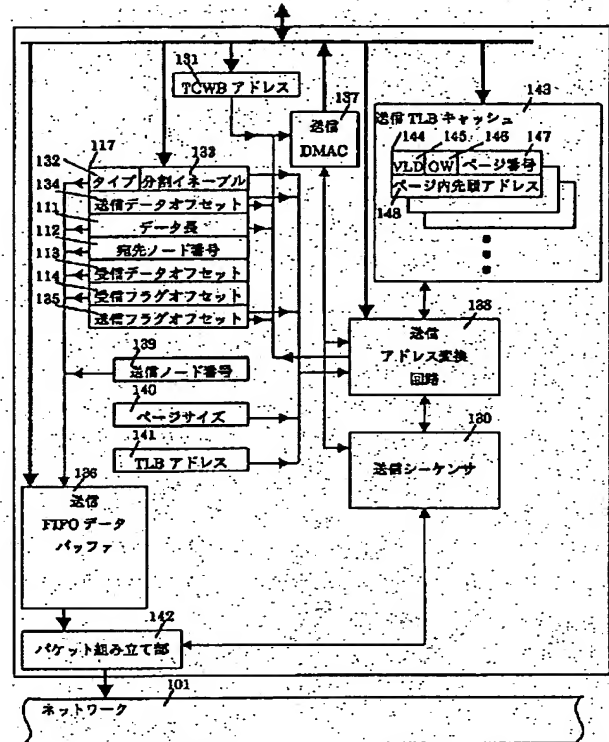 131
TCWB アドレス
137
送信
DMAC
143
送信 TLB キャッシュ
144 145 146 147
VLD OW ページ番号
ページ内先頭アドレス
148
117
133
132
タイプ 分割イネーブル
134
送信データオフセット
111
データ長
112
宛先ノード番号
113
受信データオフセット
114
受信フラグオフセット
135
送信フラグオフセット
138
送信
アドレス変換
回路
139
送信ノード番号
140
ページサイズ
141
TLB アドレス
130
送信シーケンサ
136
送信
FIFO データ
バッファ
142
パケット組み立て部
101
ネットワーク